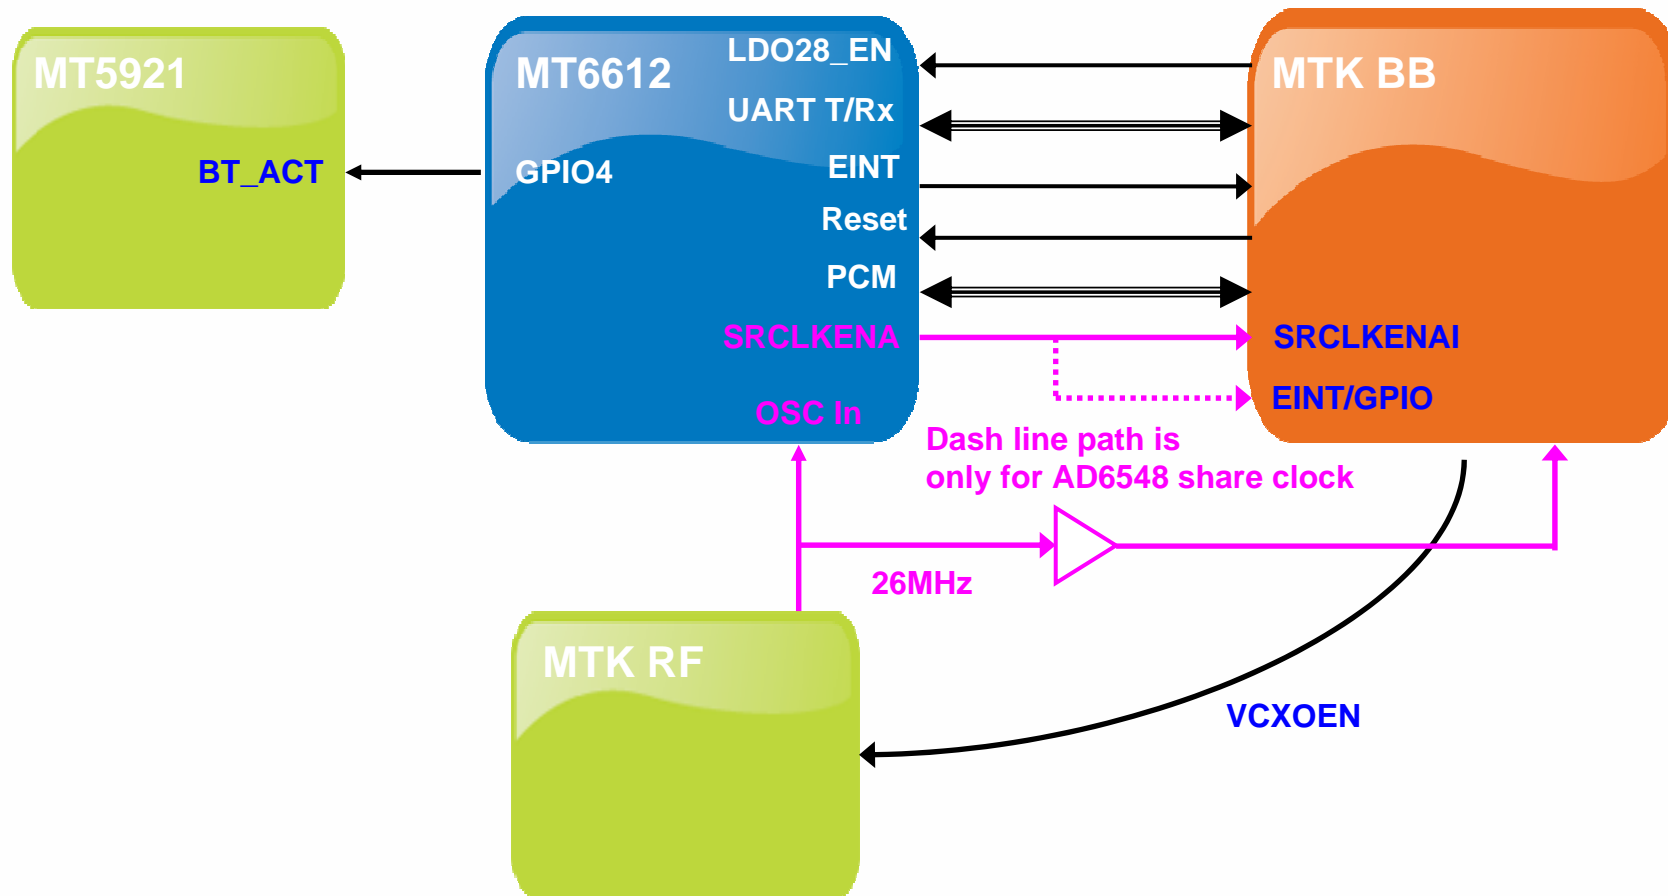 MT5921
BT_ACT
MT6612
GPIO4
LDO28_EN
UART T/Rx
EINT
Reset
PCM
SRCLKENA
OSC In
MTK BB
SRCLKENAI
EINT/GPIO
Dash line path is
only for AD6548 share clock
26MHz
MTK RF
VCXOEN